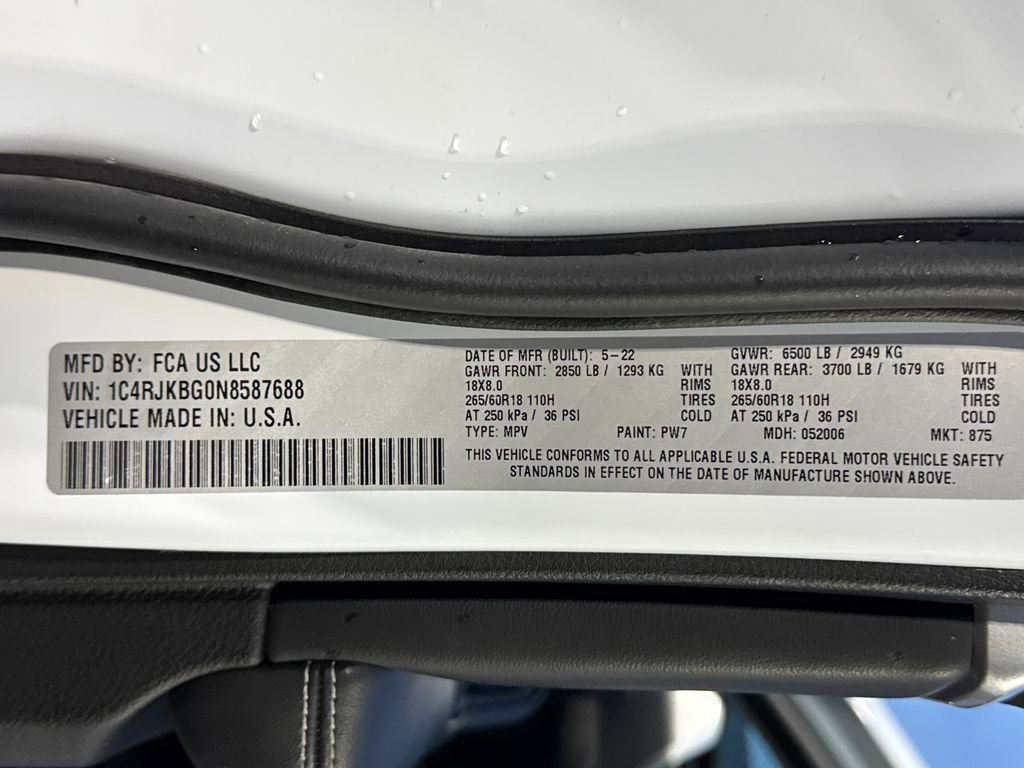 MFD BY: FCA US LLC
VIN: 1C4RJKBG0N8587688
VEHICLE MADE IN: U.S.A.
DATE OF MFR (BUILT): 5-22
GAWR FRONT: 2850 LB / 1293 KG WITH
18X8.0 RIMS
265/60R18 110H TIRES
AT 250 kPa / 36 PSI COLD
GVWR: 6500 LB / 2949 KG
GAWR REAR: 3700 LB / 1679 KG WITH
18X8.0 RIMS
265/60R18 110H TIRES
AT 250 kPa / 36 PSI COLD
TYPE: MPV PAINT: PW7 MDH: 052006 MKT: 875
THIS VEHICLE CONFORMS TO ALL APPLICABLE U.S.A. FEDERAL MOTOR VEHICLE SAFETY
STANDARDS IN EFFECT ON THE DATE OF MANUFACTURE SHOWN ABOVE.